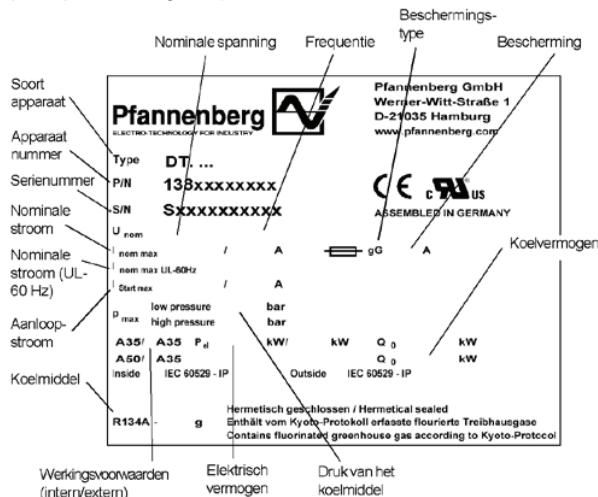 Beschermings-
type
Nominale spanning
Frequentie
Bescherming
Soort
apparaat
Apparaat
nummer
Serienummer
Nominale
stroom
Nominale
stroom (UL-
60 Hz)
Aanloop-
stroom
Koelmiddel
Koelvermogen
Pfannenberg
ELECTRO-TECHNOLOGY FOR INDUSTRY
Pfannenberg GmbH
Werner-Witt-Straße 1
D-21035 Hamburg
www.pfannenberg.com
Type DT. ...
P/N 138xxxxxxxx
S/N Sxxxxxxxxxx
CE c US
ASSEMBLED IN GERMANY
U nom
I nom max / A gG A
I nom max UL-60Hz
I Start max / A
P max low pressure bar
high pressure bar
A35/ A35 P el kW/ kW Q 0 kW
A50/ A35 Q 0 kW
Inside IEC 60529 - IP Outside IEC 60529 - IP
Hermetisch geschlossen / Hermetical sealed
R134A - g Enthält vom Kyoto-Protokoll erfasste flourierte Treibhausgase
Contains fluorinated greenhouse gas according to Kyoto-Protocol
Werkingsvoorwaarden
(intern/extern)
Elektrisch
vermogen
Druk van het
koelmiddel